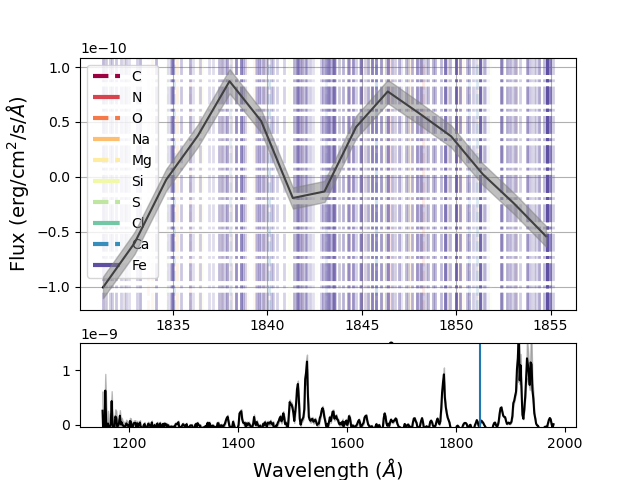 1e−10
Flux (erg/cm²/s/Å)
1.0
0.5
0.0
−0.5
−1.0
C
N
O
Na
Mg
Si
S
Cl
Ca
Fe
1835 1840 1845 1850 1855
1e−9
1
0
1200 1400 1600 1800 2000
Wavelength (Å)